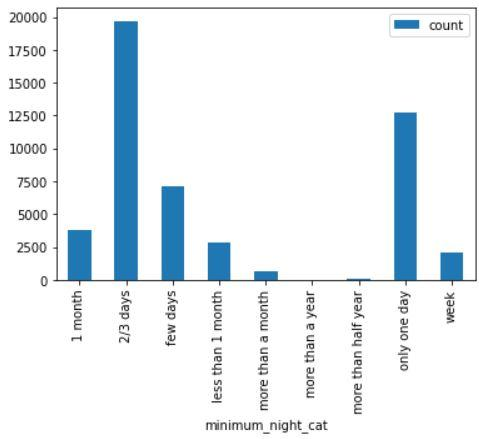 20000
17500
15000
12500
10000
7500
5000
2500
0
count
1 month
2/3 days
few days
less than 1 month
more than a month
more than a year
more than half year
only one day
week
minimum_night_cat